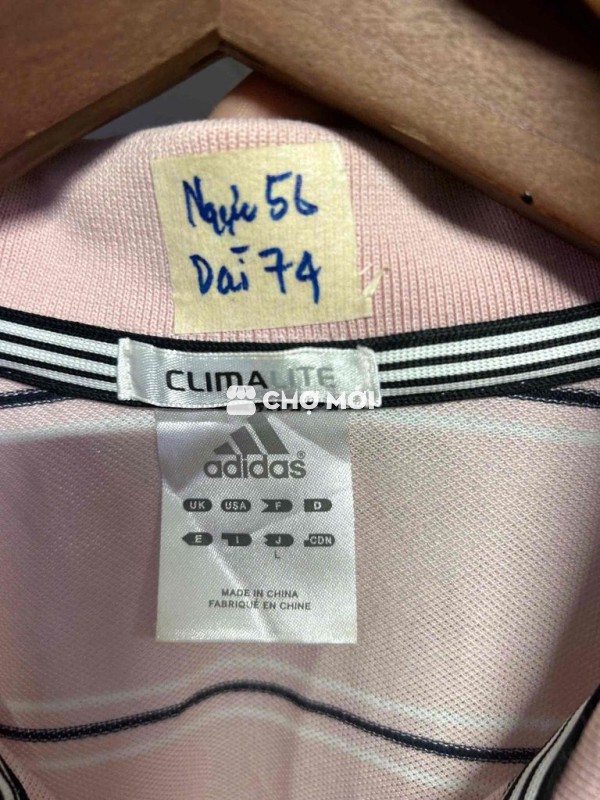 Ngực 56
Dài 74
CLIMALITE
CHỢ MỚI
adidas®
UK USA F D
E I J CDN
L
MADE IN CHINA
FABRIQUÉ EN CHINE